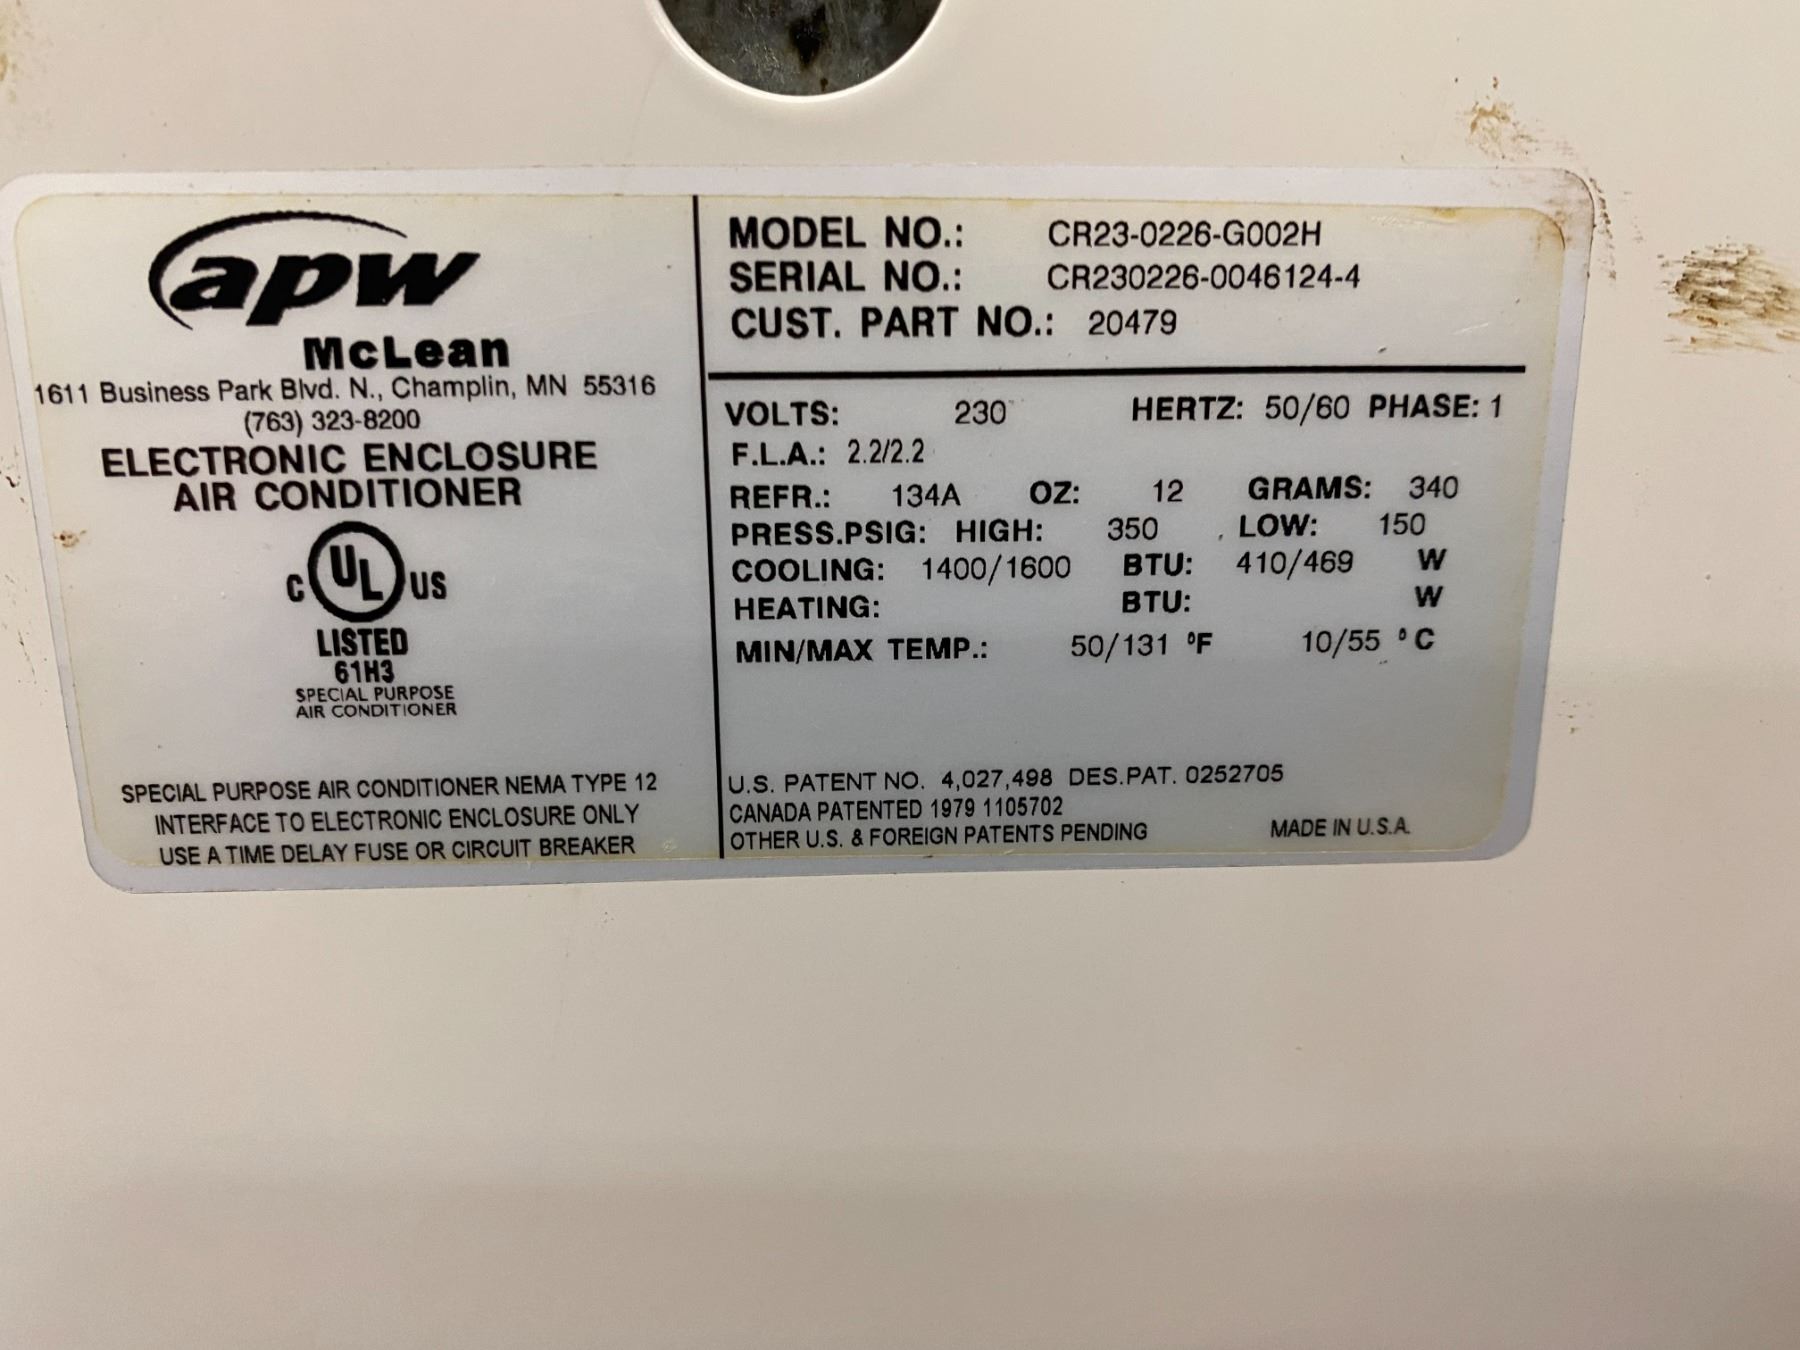 apw
McLean
1611 Business Park Blvd. N., Champlin, MN 55316
(763) 323-8200
ELECTRONIC ENCLOSURE
AIR CONDITIONER
C UL US
LISTED
61H3
SPECIAL PURPOSE
AIR CONDITIONER
SPECIAL PURPOSE AIR CONDITIONER NEMA TYPE 12
INTERFACE TO ELECTRONIC ENCLOSURE ONLY
USE A TIME DELAY FUSE OR CIRCUIT BREAKER
MODEL NO.: CR23-0226-G002H
SERIAL NO.: CR230226-0046124-4
CUST. PART NO.: 20479
VOLTS: 230 HERTZ: 50/60 PHASE: 1
F.L.A.: 2.2/2.2
REFR.: 134A OZ: 12 GRAMS: 340
PRESS.PSIG: HIGH: 350 LOW: 150
COOLING: 1400/1600 BTU: 410/469 W
HEATING: BTU: W
MIN/MAX TEMP.: 50/131 °F 10/55 °C
U.S. PATENT NO. 4,027,498 DES.PAT. 0252705
CANADA PATENTED 1979 1105702
OTHER U.S. & FOREIGN PATENTS PENDING MADE IN U.S.A.